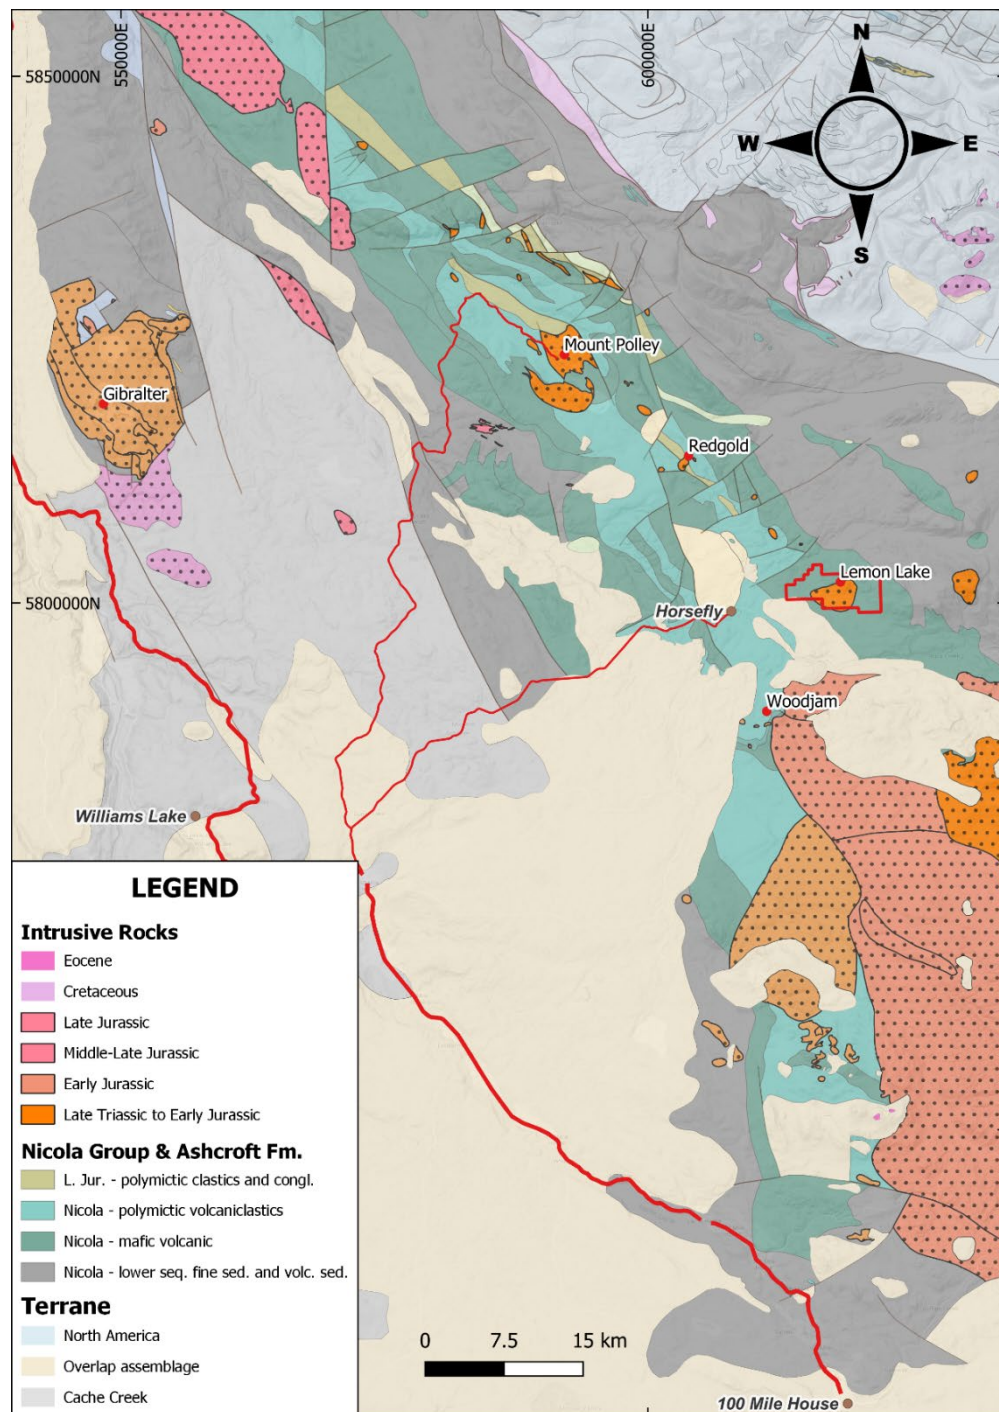 550000E
600000E
5850000N
N
W
E
S
Mount Polley
Gibralter
Redgold
Lemon Lake
5800000N
Horsefly
Woodjam
Williams Lake
LEGEND
Intrusive Rocks
Eocene
Cretaceous
Late Jurassic
Middle-Late Jurassic
Early Jurassic
Late Triassic to Early Jurassic
Nicola Group & Ashcroft Fm.
L. Jur. - polymictic clastics and congl.
Nicola - polymictic volcaniclastics
Nicola - mafic volcanic
Nicola - lower seq. fine sed. and volc. sed.
Terrane
North America
Overlap assemblage
Cache Creek
0 7.5 15 km
100 Mile House